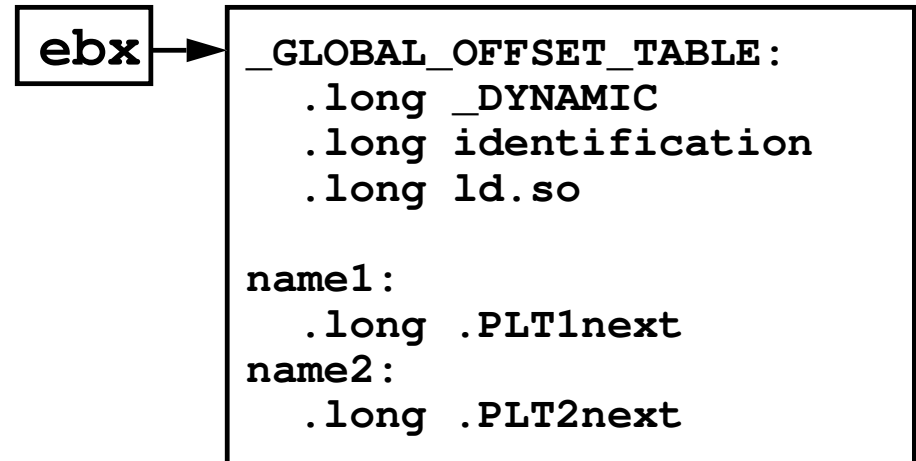 ebx
_GLOBAL_OFFSET_TABLE:
.long _DYNAMIC
.long identification
.long ld.so
name1:
.long .PLT1next
name2:
.long .PLT2next